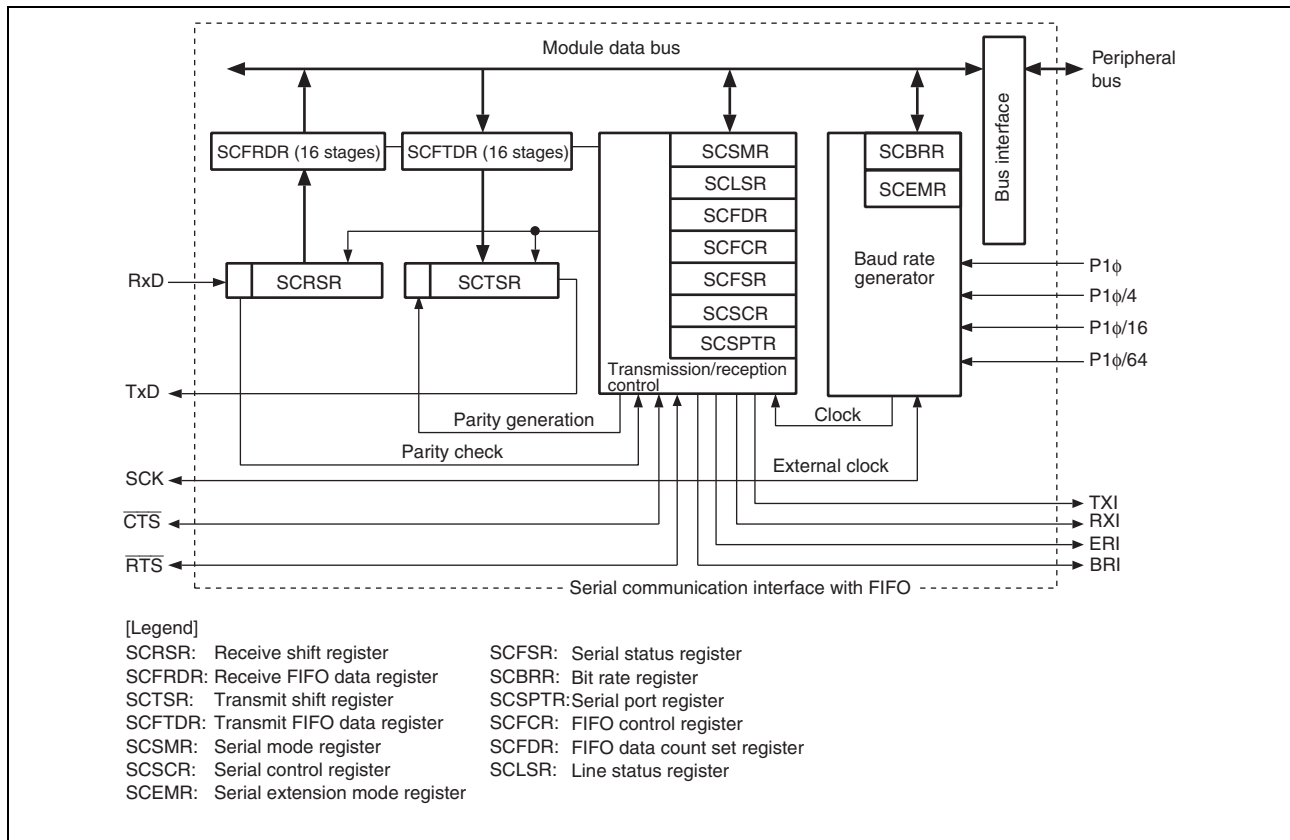 Module data bus
Peripheral
bus
Bus interface
SCFRDR (16 stages)
SCFTDR (16 stages)
SCSMR
SCLSR
SCFDR
SCFCR
SCFSR
SCSCR
SCSPTR
Transmission/reception
control
SCBRR
SCEMR
Baud rate
generator
RxD
SCRSR
SCTSR
P1ϕ
P1ϕ/4
P1ϕ/16
P1ϕ/64
TxD
Parity generation
Clock
Parity check
External clock
SCK
CTS
RTS
TXI
RXI
ERI
BRI
Serial communication interface with FIFO
[Legend]
SCRSR: Receive shift register
SCFRDR: Receive FIFO data register
SCTSR: Transmit shift register
SCFTDR: Transmit FIFO data register
SCSMR: Serial mode register
SCSCR: Serial control register
SCEMR: Serial extension mode register
SCFSR: Serial status register
SCBRR: Bit rate register
SCSPTR: Serial port register
SCFCR: FIFO control register
SCFDR: FIFO data count set register
SCLSR: Line status register